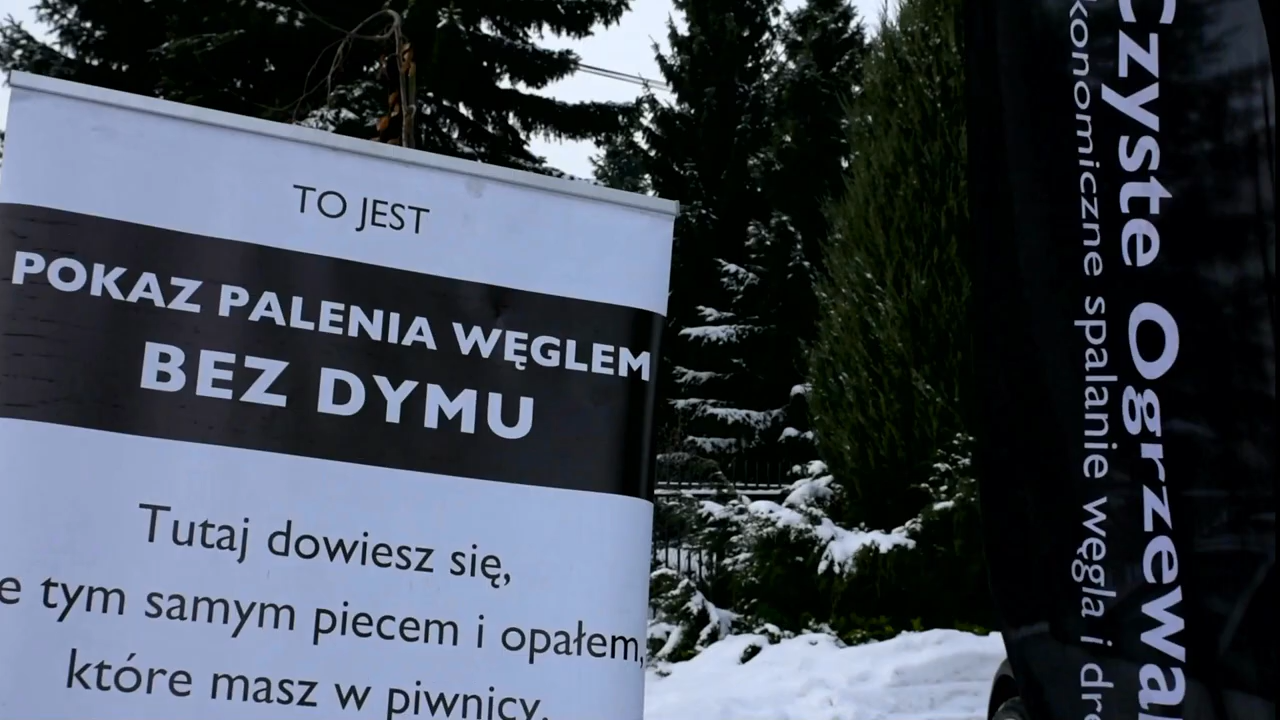 TO JEST
POKAZ PALENIA WĘGLEM
BEZ DYMU
Tutaj dowiesz się,
e tym samym piecem i opałem,
które masz w piwnicy,
Czyste Ogrzewa
konomiczne spalanie węgla i dr